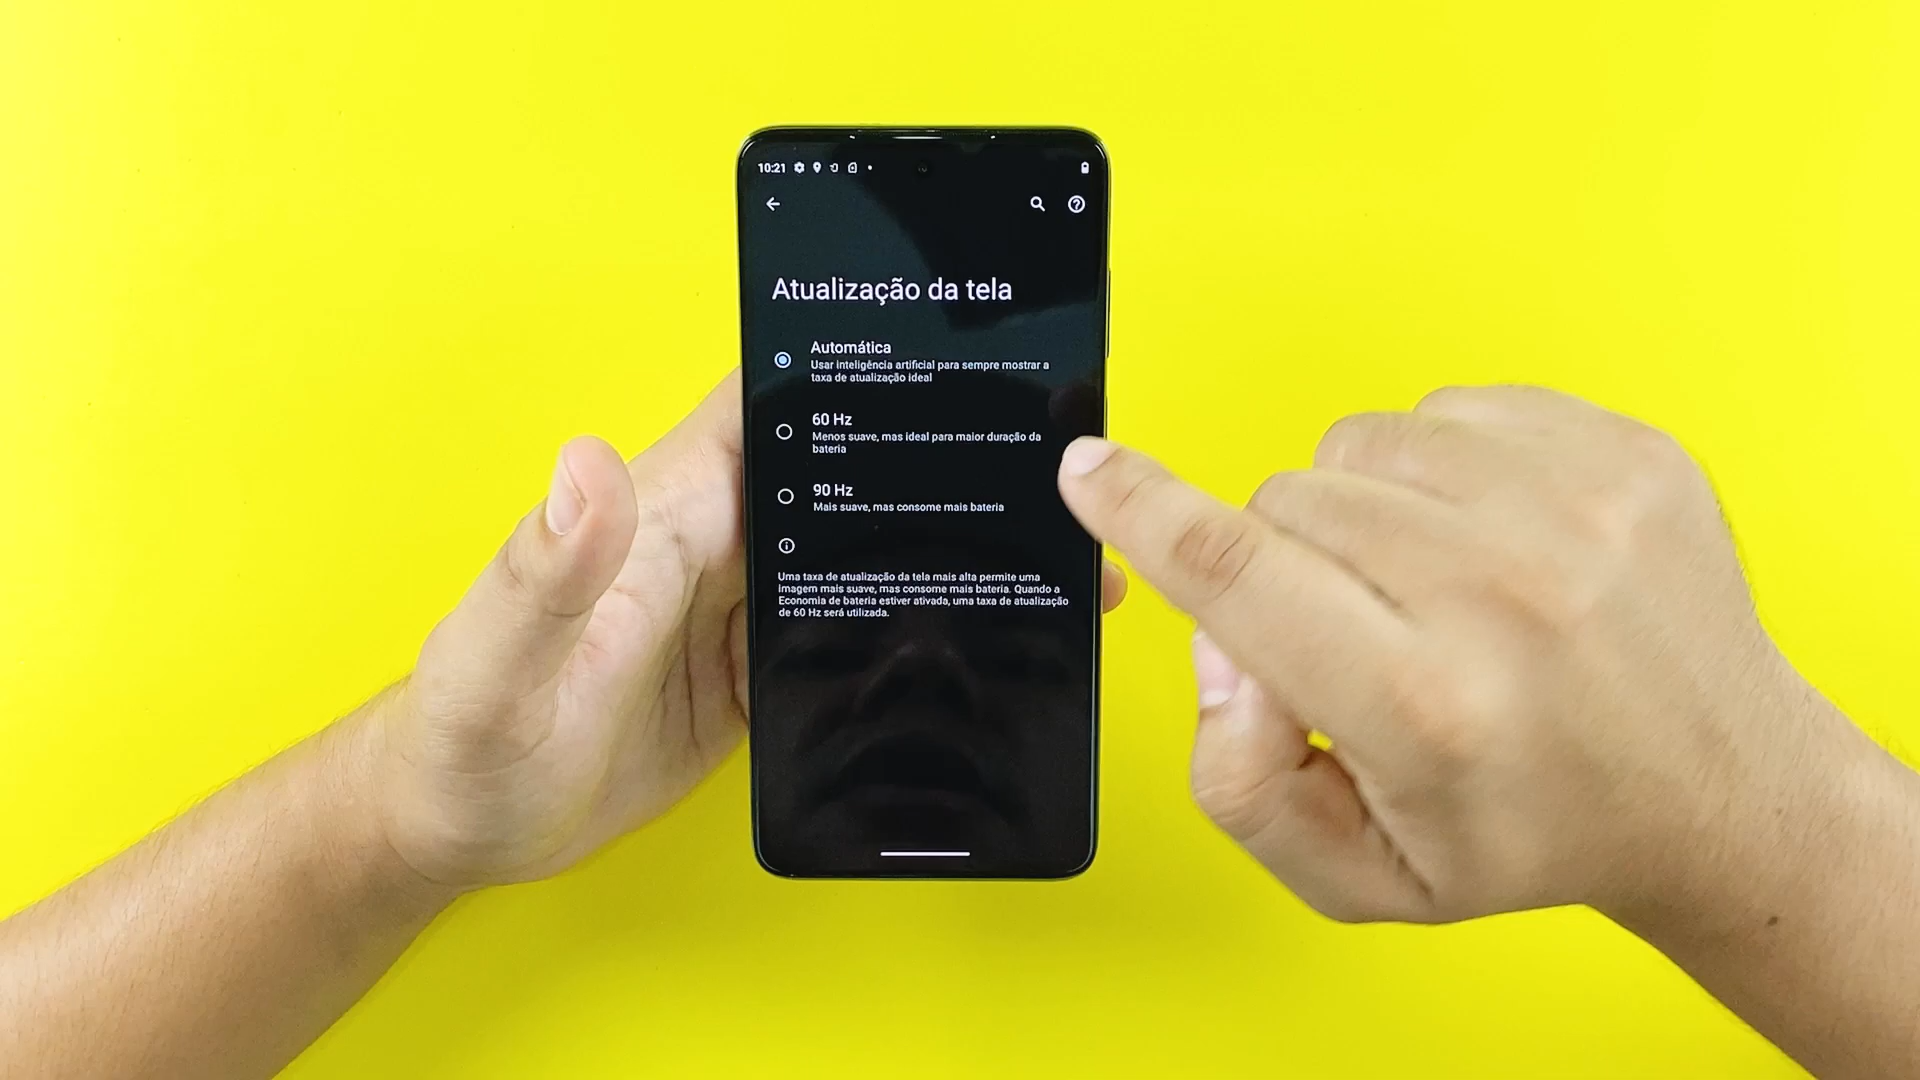 10:21
Atualização da tela
Automática
Usar inteligência artificial para sempre mostrar a
taxa de atualização ideal
60 Hz
Menos suave, mas ideal para maior duração da
bateria
90 Hz
Mais suave, mas consome mais bateria
Uma taxa de atualização da tela mais alta permite uma
imagem mais suave, mas consome mais bateria. Quando a
Economia de bateria estiver ativada, uma taxa de atualização
de 60 Hz será utilizada.